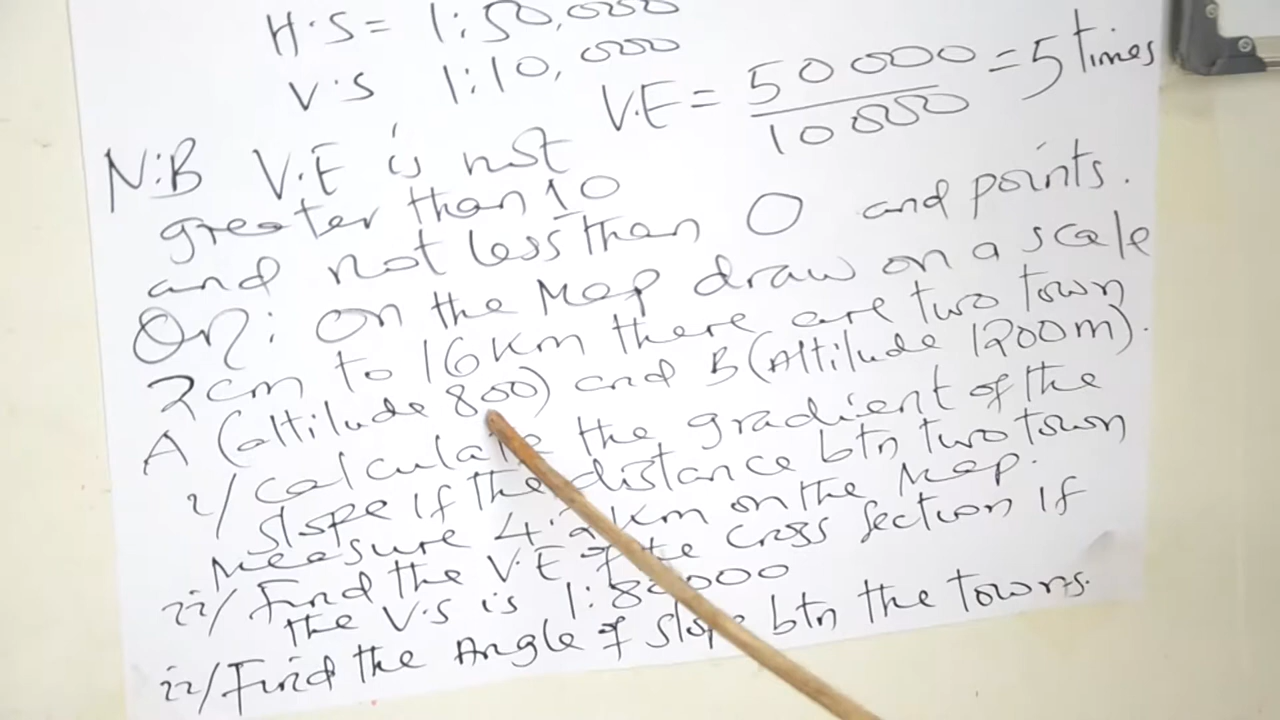 H.S = 1:50,000
V.S 1:10,000
V.E = 50000/10000 = 5 times
N:B V.E is not
greater than 10
and not less than 0 and points.
Qn: On the Map draw on a scale
2cm to 16Km there are two town
A (altitude 800) and B (Altitude 1200m).
i/ Calculate the gradient of the
slope if the distance btn two town
Measure 4.2Km on the Map.
ii/ Find the V.E of the cross section If
the V.S is 1:80000
ii/ Find the Angle of slope btn the towns.